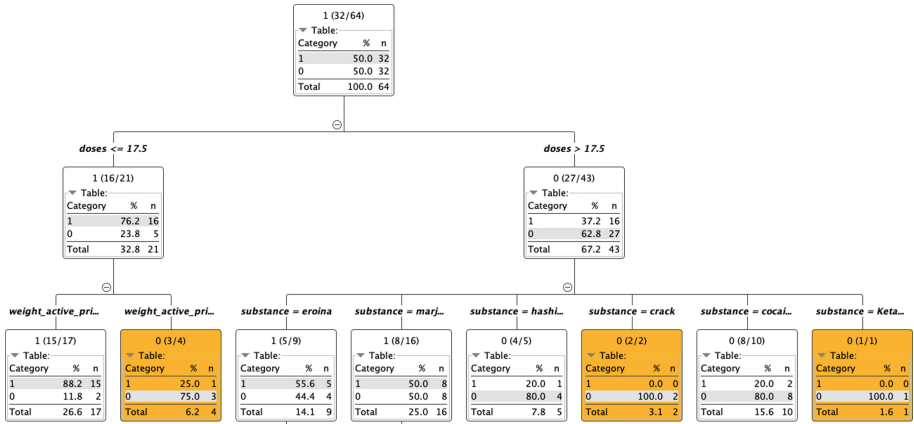 1 (32/64)
Table:
Category % n
1 50.0 32
0 50.0 32
Total 100.0 64
doses <= 17.5
doses > 17.5
1 (16/21)
Table:
Category % n
1 76.2 16
0 23.8 5
Total 32.8 21
0 (27/43)
Table:
Category % n
1 37.2 16
0 62.8 27
Total 67.2 43
weight_active_pri...
weight_active_pri...
substance = eroina
substance = marj...
substance = hashi...
substance = crack
substance = cocai...
substance = Keta...
1 (15/17)
Table:
Category % n
1 88.2 15
0 11.8 2
Total 26.6 17
0 (3/4)
Table:
Category % n
1 25.0 1
0 75.0 3
Total 6.2 4
1 (5/9)
Table:
Category % n
1 55.6 5
0 44.4 4
Total 14.1 9
1 (8/16)
Table:
Category % n
1 50.0 8
0 50.0 8
Total 25.0 16
0 (4/5)
Table:
Category % n
1 20.0 1
0 80.0 4
Total 7.8 5
0 (2/2)
Table:
Category % n
1 0.0 0
0 100.0 2
Total 3.1 2
0 (8/10)
Table:
Category % n
1 20.0 2
0 80.0 8
Total 15.6 10
0 (1/1)
Table:
Category % n
1 0.0 0
0 100.0 1
Total 1.6 1